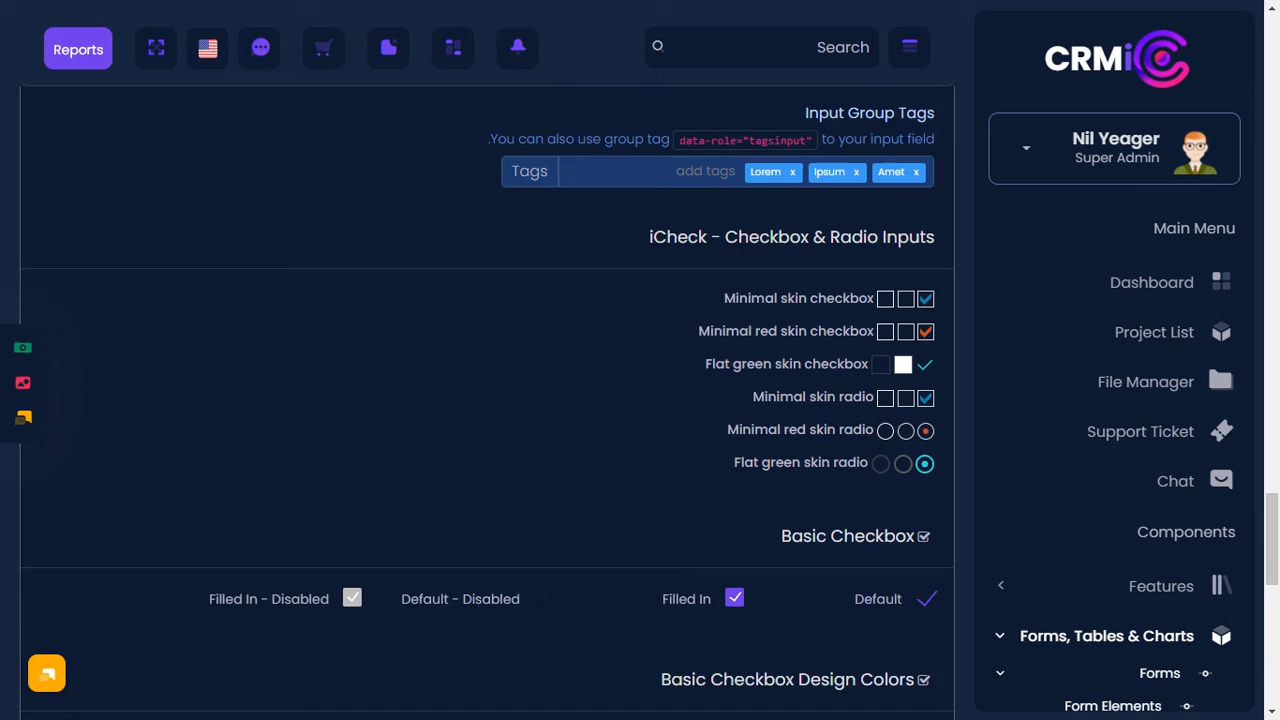 Reports
Search
Input Group Tags
.You can also use group tag data-role="tagsinput" to your input field
Tags add tags Lorem x Ipsum x Amet x
iCheck - Checkbox & Radio Inputs
Minimal skin checkbox
Minimal red skin checkbox
Flat green skin checkbox
Minimal skin radio
Minimal red skin radio
Flat green skin radio
Basic Checkbox
Filled In - Disabled Default - Disabled Filled In Default
Basic Checkbox Design Colors
CRMi
Nil Yeager
Super Admin
Main Menu
Dashboard
Project List
File Manager
Support Ticket
Chat
Components
Features
Forms, Tables & Charts
Forms
Form Elements